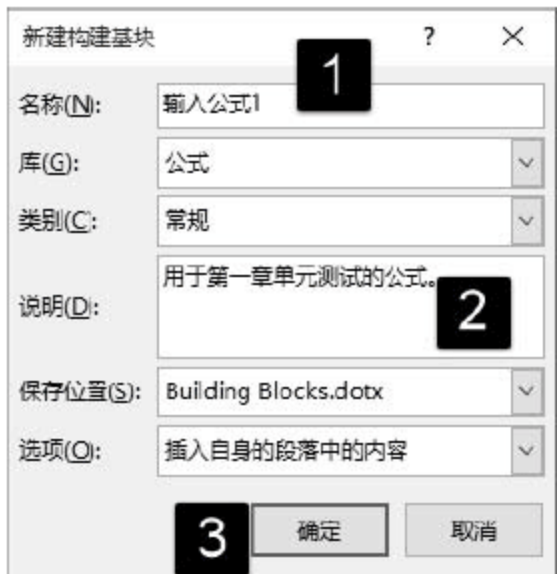 新建构建基块 ? ×
1
名称(N): 输入公式1
库(G): 公式
类别(C): 常规
说明(D): 用于第一章单元测试的公式。
2
保存位置(S): Building Blocks.dotx
选项(O): 插入自身的段落中的内容
3 确定 取消